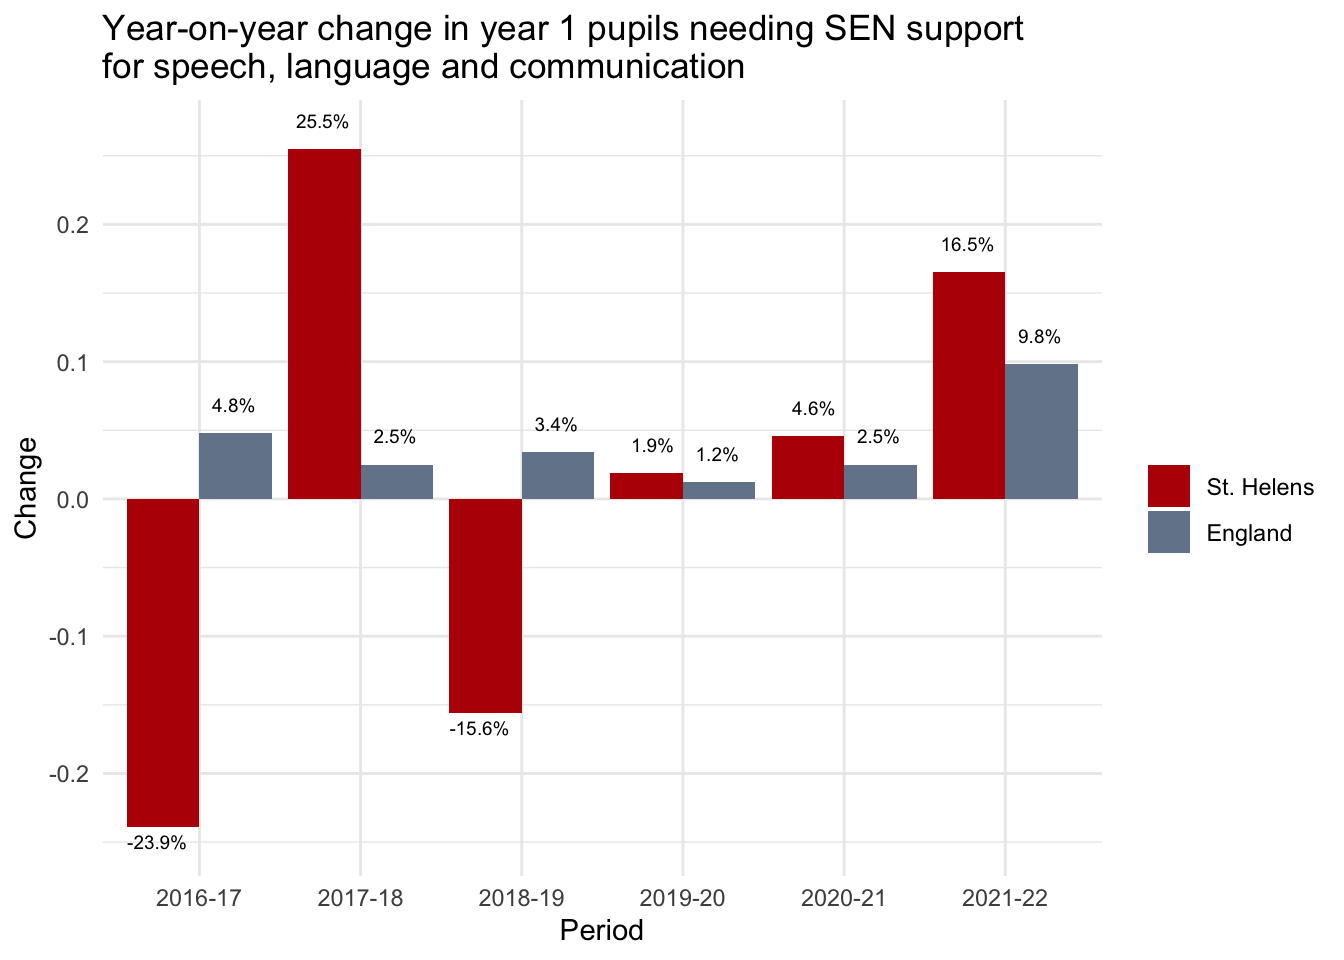 Year-on-year change in year 1 pupils needing SEN support
for speech, language and communication
25.5%
0.2
16.5%
9.8%
0.1
4.8%
2.5%
3.4%
1.9%
1.2%
4.6%
2.5%
Change
0.0
St. Helens
England
-0.1
-15.6%
-0.2
-23.9%
2016-17 2017-18 2018-19 2019-20 2020-21 2021-22
Period